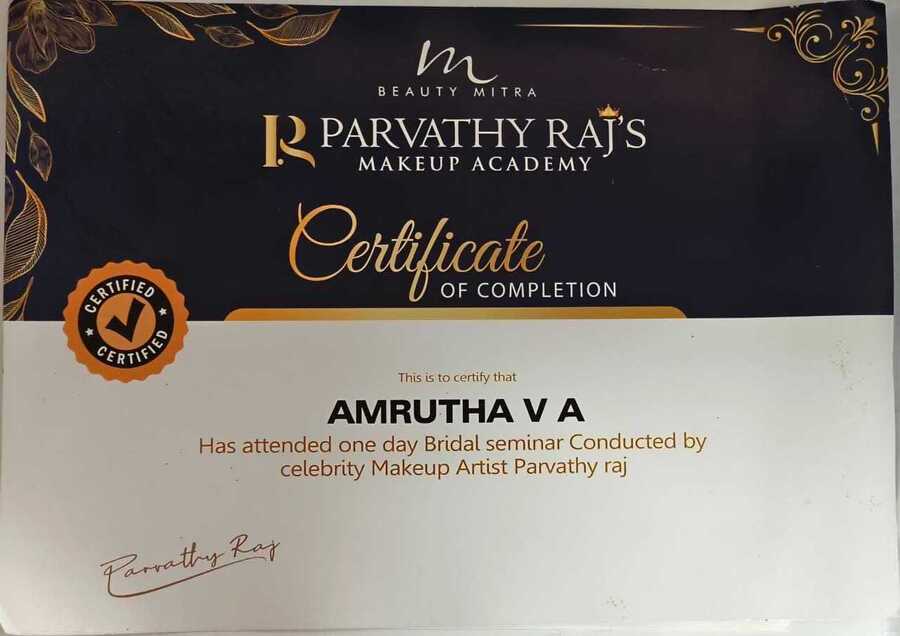 m
BEAUTY MITRA
PR PARVATHY RAJ'S
MAKEUP ACADEMY
Certificate
OF COMPLETION
CERTIFIED
CERTIFIED
This is to certify that
AMRUTHA V A
Has attended one day Bridal seminar Conducted by
celebrity Makeup Artist Parvathy raj
Parvathy Raj